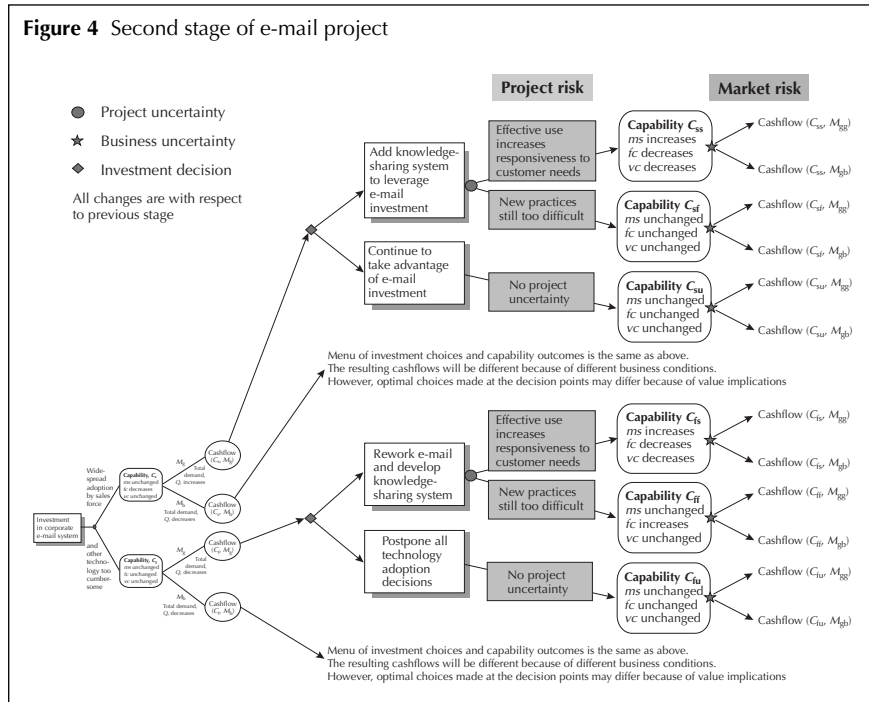 Figure 4 Second stage of e-mail project
Project risk
Market risk
Project uncertainty
Business uncertainty
Investment decision
All changes are with respect
to previous stage
Add knowledge-
sharing system
to leverage
e-mail investment
Effective use
increases
responsiveness to
customer needs
New practices
still too difficult
Capability Css
ms increases
fc decreases
vc decreases
Cashflow (Css, Mgg)
Cashflow (Css, Mgb)
Capability Csf
ms unchanged
fc unchanged
vc unchanged
Cashflow (Csf, Mgg)
Cashflow (Csf, Mgb)
Continue to
take advantage
of e-mail
investment
No project
uncertainty
Capability Csu
ms unchanged
fc unchanged
vc unchanged
Cashflow (Csu, Mgg)
Cashflow (Csu, Mgb)
Menu of investment choices and capability outcomes is the same as above.
The resulting cashflows will be different because of different business conditions.
However, optimal choices made at the decision points may differ because of value implications
Investment
in corporate
e-mail system
Wide-
spread adoption
by sales
force
and
other
techno-
logy too
cumber-
some
Capability, Cs
ms unchanged
fc decreases
vc unchanged
Mg
Total
demand,
Q, increases
Cashflow
(Cs, Mg)
Mb
Total demand,
Q, decreases
Cashflow
(Cs, Mb)
Capability, Cf
ms unchanged
fc unchanged
vc unchanged
Mg
Total
demand,
Q, decreases
Cashflow
(Cf, Mg)
Mb
Total demand,
Q, decreases
Cashflow
(Cf, Mb)
Rework e-mail
and develop
knowledge-
sharing system
Effective use
increases
responsiveness to
customer needs
New practices
still too difficult
Capability Cfs
ms increases
fc decreases
vc decreases
Cashflow (Cfs, Mgg)
Cashflow (Cfs, Mgb)
Capability Cff
ms unchanged
fc increases
vc unchanged
Cashflow (Cff, Mgg)
Cashflow (Cff, Mgb)
Postpone all
technology
adoption
decisions
No project
uncertainty
Capability Cfu
ms unchanged
fc unchanged
vc unchanged
Cashflow (Cfu, Mgg)
Cashflow (Cfu, Mgb)
Menu of investment choices and capability outcomes is the same as above.
The resulting cashflows will be different because of different business conditions.
However, optimal choices made at the decision points may differ because of value implications